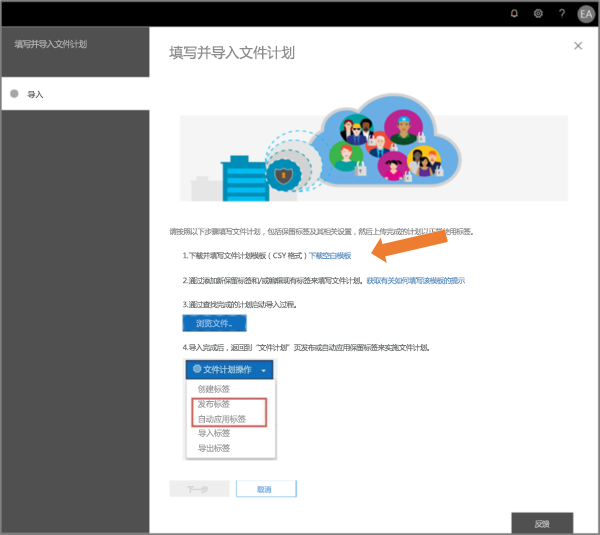 ? EA
填写并导入文件计划
填写并导入文件计划
导入
请按照以下步骤填写文件计划，包括保留标签及其相关设置，然后上传完成的计划以正使用标签。
1.下载并填写文件计划模板（CSY 格式）下载空白模板
2.通过添加新保留标签和/或编辑现有标签来填写文件计划。获取有关如何填写该模板的提示
3.通过查找完成的计划启动导入过程。
浏览文件..
4.导入完成后，返回到“文件计划”页发布或自动应用保留标签来实施文件计划。
文件计划操作
创建标签
发布标签
自动应用标签
导入标签
导出标签
下一步
取消
反馈